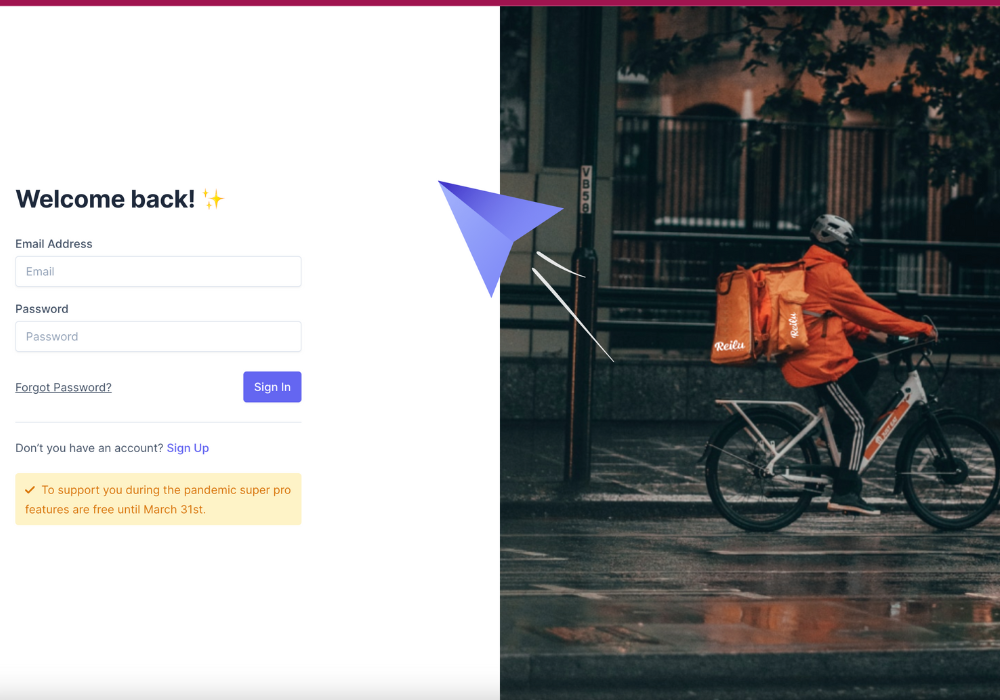 Welcome back! ✨
Email Address
Email
Password
Password
Forgot Password?
Sign In
Don't you have an account? Sign Up
✓ To support you during the pandemic super pro
features are free until March 31st.
VB58
Reilu
Reilu